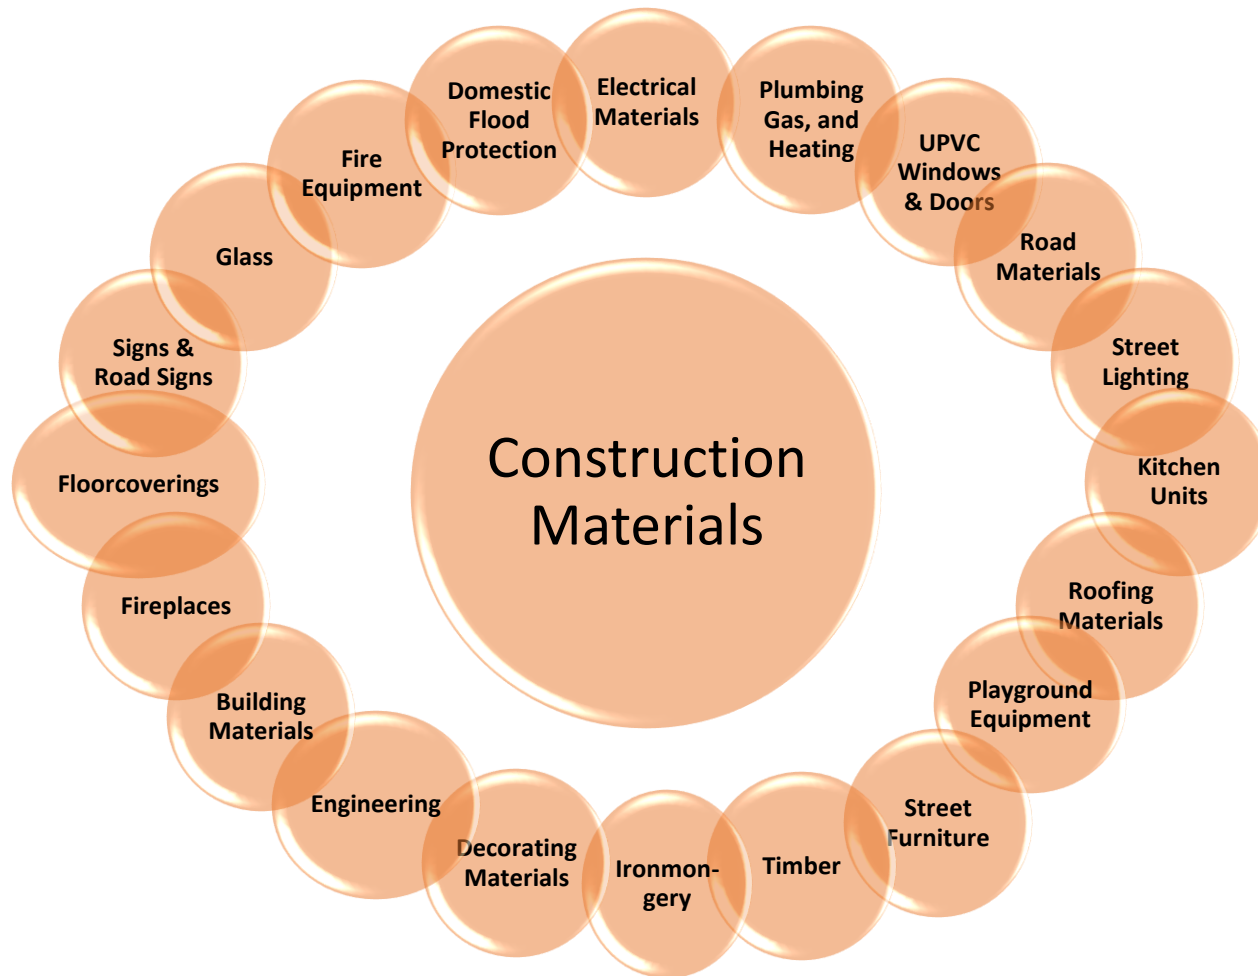 Electrical
Materials
Plumbing
Gas, and
Heating
UPVC
Windows
& Doors
Road
Materials
Street
Lighting
Kitchen
Units
Roofing
Materials
Playground
Equipment
Street
Furniture
Timber
Ironmon-
gery
Decorating
Materials
Engineering
Building
Materials
Fireplaces
Floorcoverings
Signs &
Road Signs
Glass
Fire
Equipment
Domestic
Flood
Protection
Construction
Materials